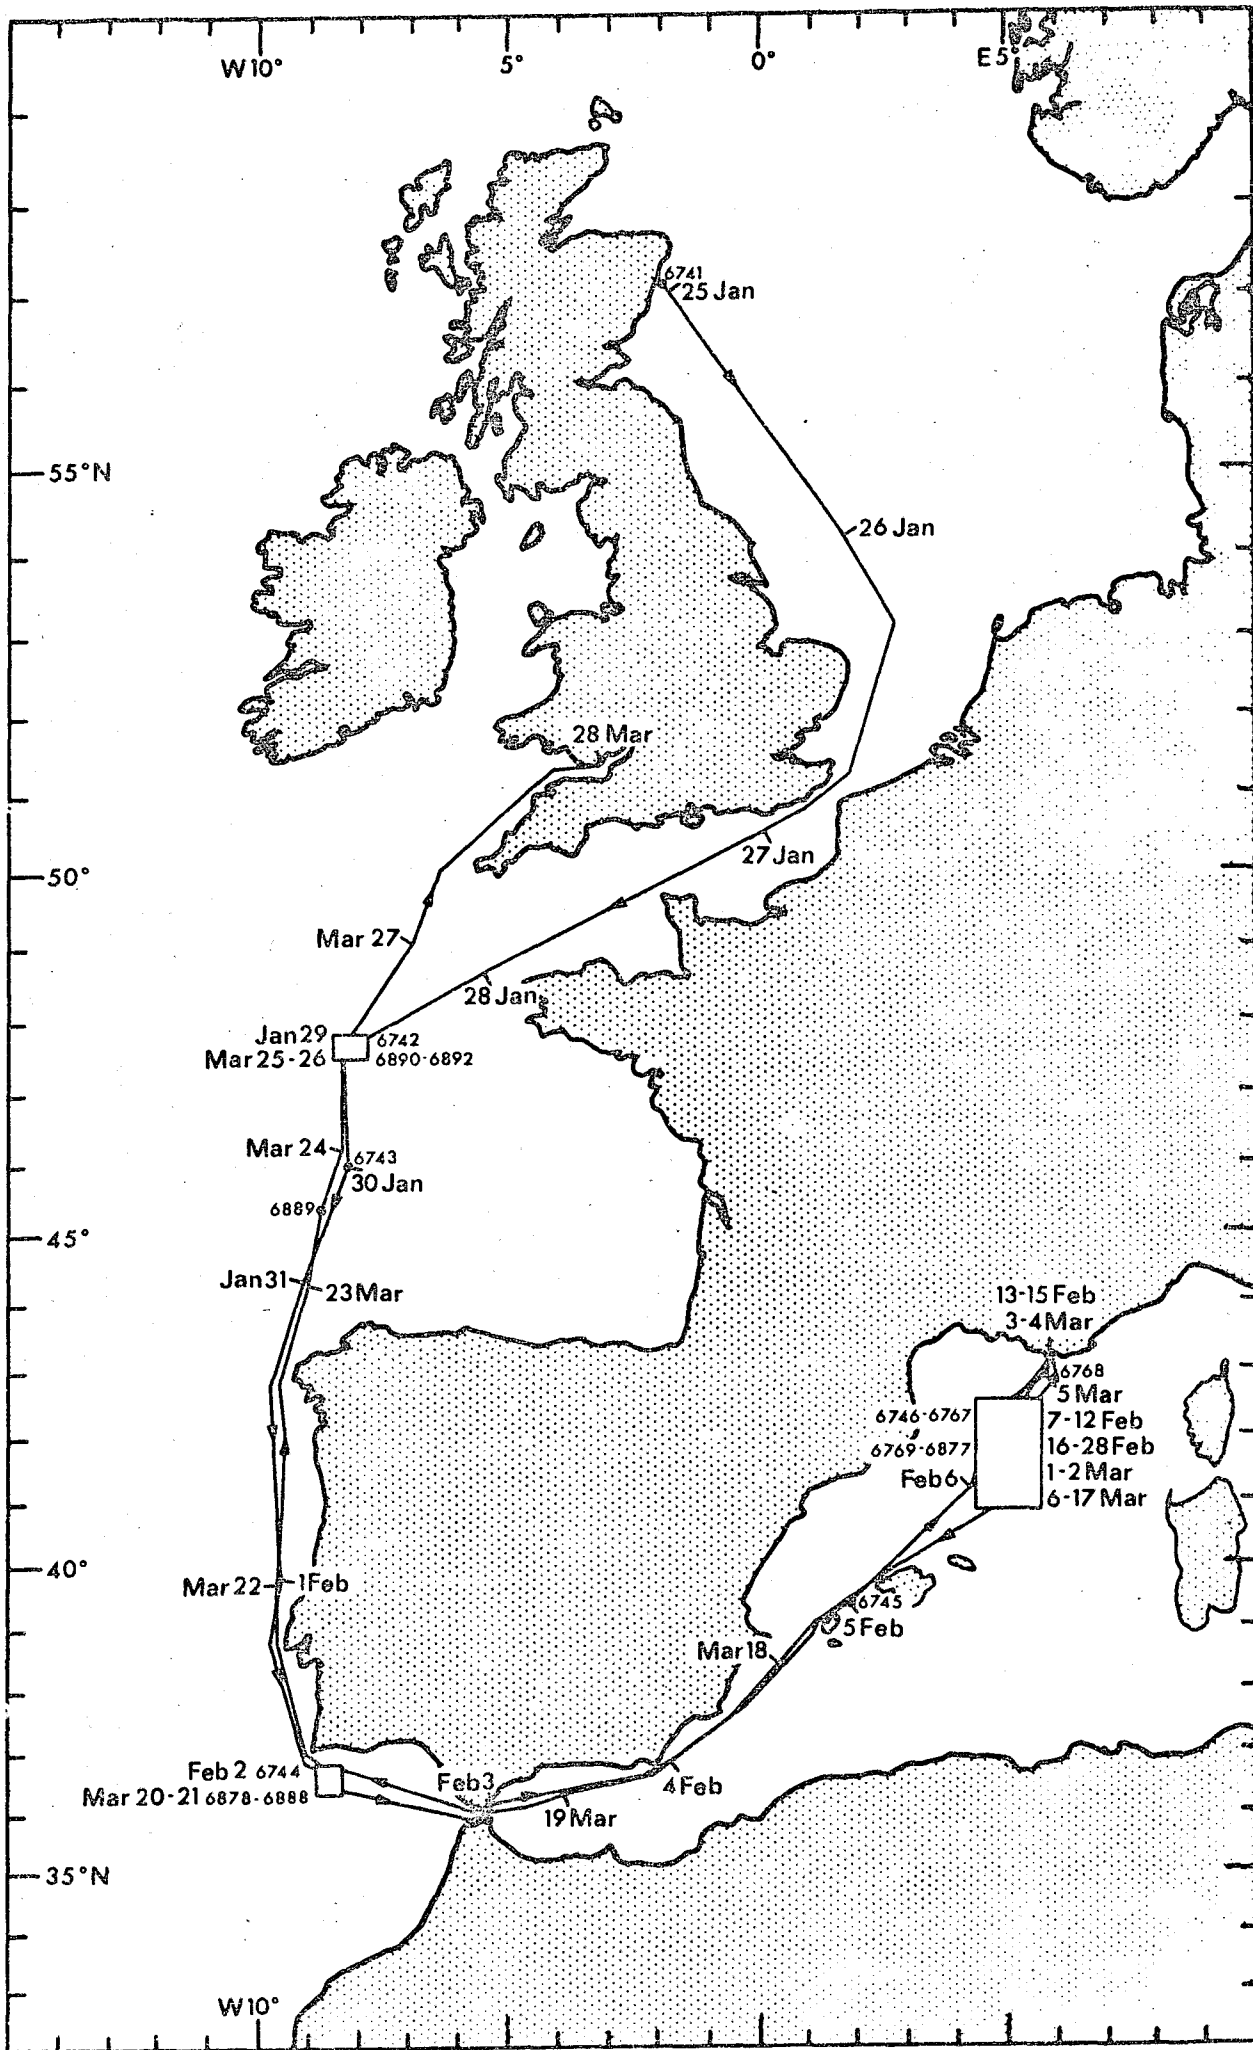 W10°
5°
0°
E5°
6741
25 Jan
55°N
26 Jan
28 Mar
27 Jan
50°
Mar 27
28 Jan
Jan 29
6742
Mar 25-26
6890-6892
Mar 24
6743
30 Jan
6889
45°
Jan 31
23 Mar
13-15 Feb
3-4 Mar
6768
5 Mar
6746-6767
7-12 Feb
6769-6877
16-28 Feb
Feb 6
1-2 Mar
6-17 Mar
40°
Mar 22
1 Feb
6745
5 Feb
Mar 18
Feb 2 6744
Feb 3
4 Feb
Mar 20-21 6878-6888
19 Mar
35°N
W10°